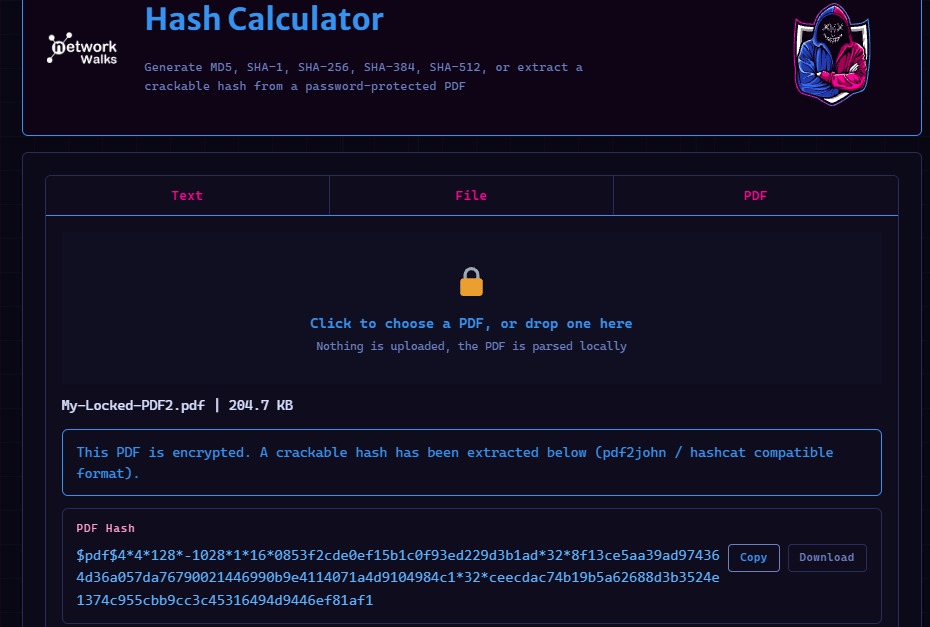 Hash Calculator
network
Walks
Generate MD5, SHA-1, SHA-256, SHA-384, SHA-512, or extract a
crackable hash from a password-protected PDF
Text
File
PDF
Click to choose a PDF, or drop one here
Nothing is uploaded, the PDF is parsed locally
My-Locked-PDF2.pdf | 204.7 KB
This PDF is encrypted. A crackable hash has been extracted below (pdf2john / hashcat compatible
format).
PDF Hash
$pdf$4*4*128*-1028*1*16*0853f2cde0ef15b1c0f93ed229d3b1ad*32*8f13ce5aa39ad97436
4d36a057da76790021446990b9e4114071a4d9104984c1*32*ceecdac74b19b5a62688d3b3524e
1374c955cbb9cc3c45316494d9446ef81af1
Copy
Download